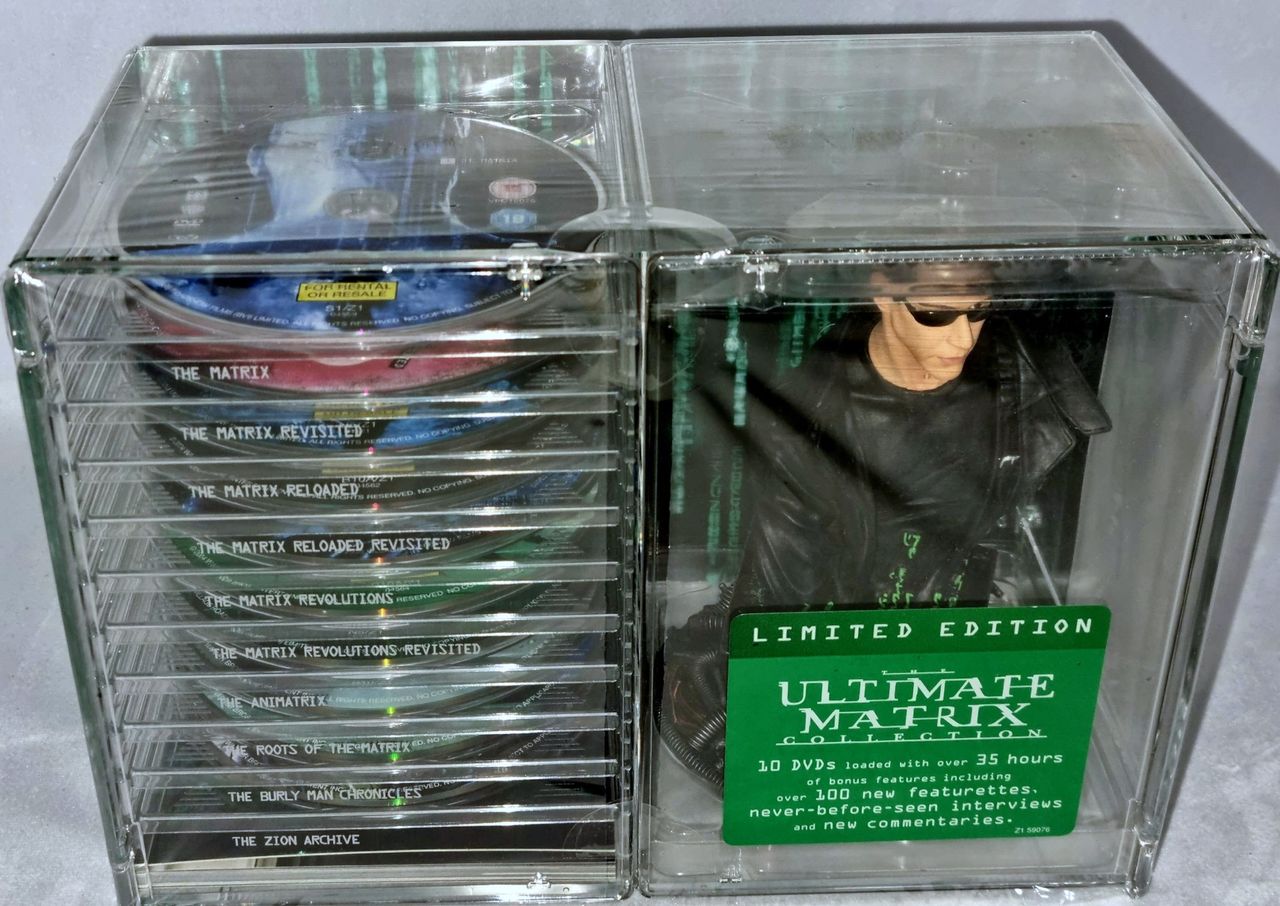 FOR RENTAL
OR RESALE
THE MATRIX
THE MATRIX REVISITED
THE MATRIX RELOADED
THE MATRIX RELOADED REVISITED
THE MATRIX REVOLUTIONS
THE MATRIX REVOLUTIONS REVISITED
THE ANIMATRIX
THE ROOTS OF THE MATRIX
THE BURLY MAN CHRONICLES
THE ZION ARCHIVE
LIMITED EDITION
THE
ULTIMATE
MATRIX
COLLECTION
10 DVDs loaded with over 35 hours
of bonus features including
over 100 new featurettes,
never-before-seen interviews
and new commentaries.
Z1 59076